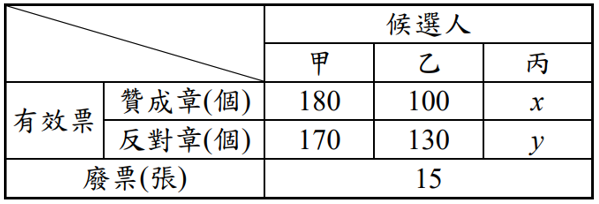 候選人
甲 乙 丙
有效票 贊成章(個) 180 100 x
反對章(個) 170 130 y
廢票(張) 15